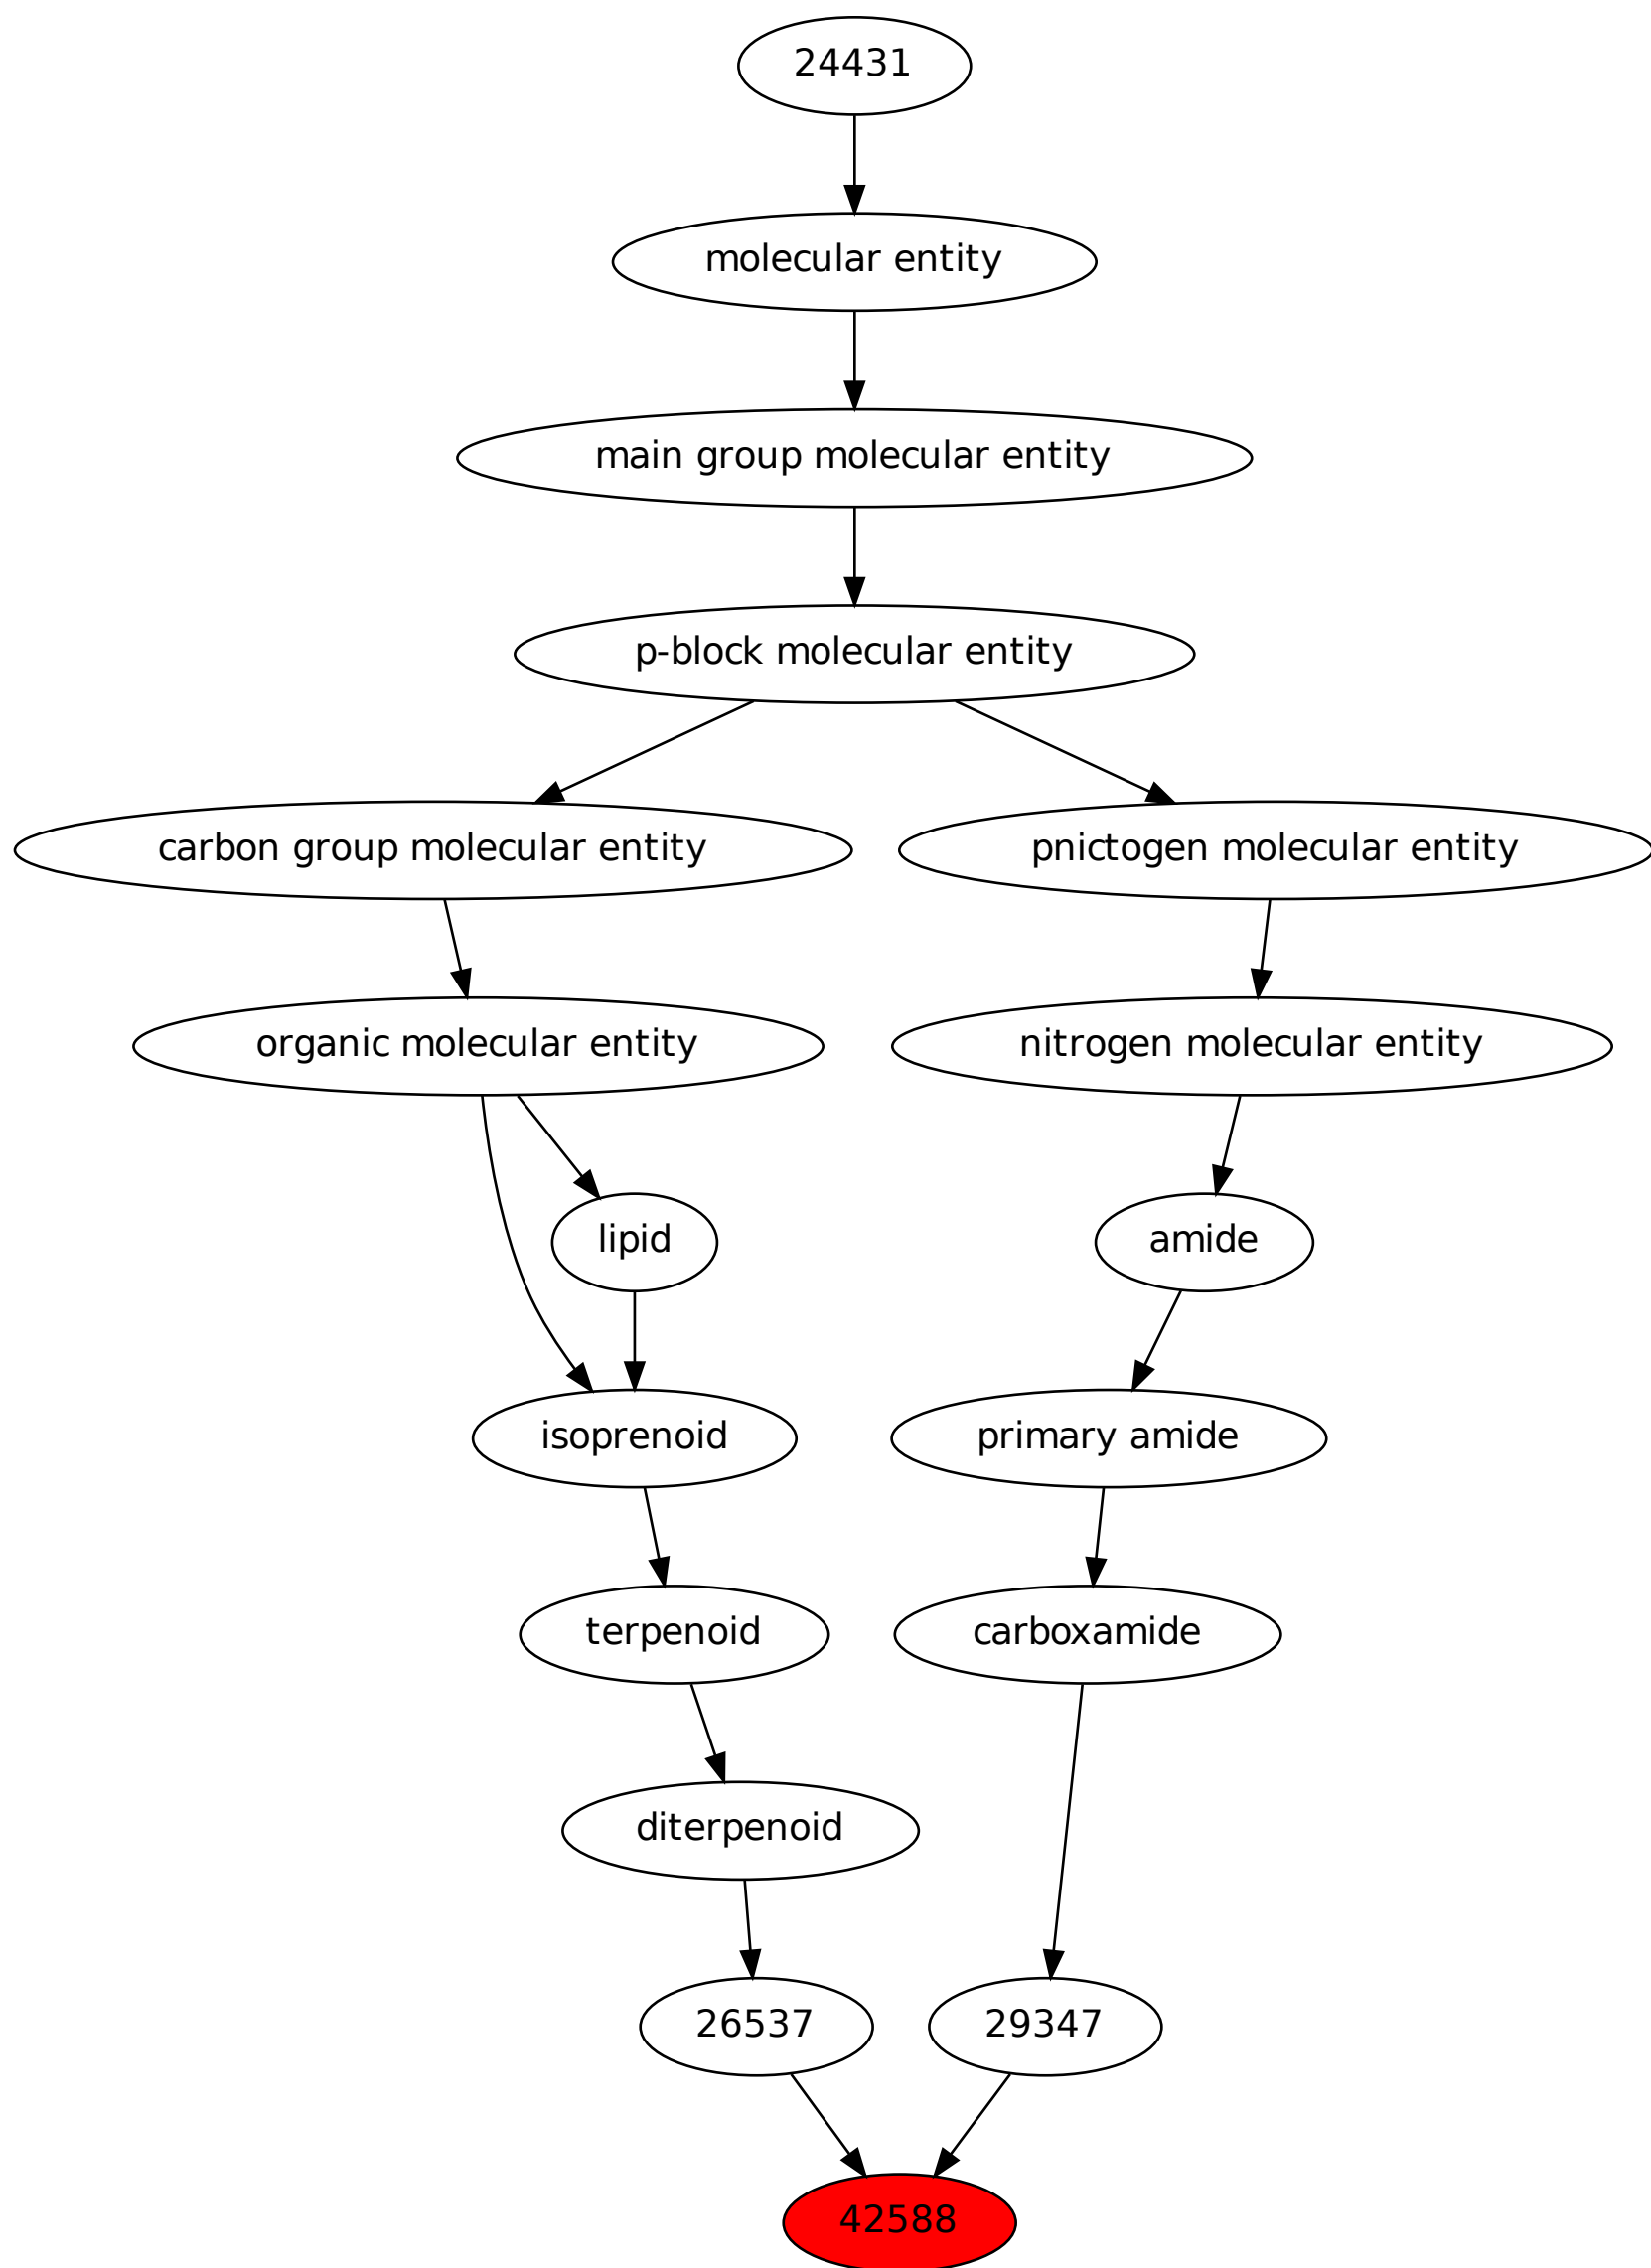 24431
molecular entity
main group molecular entity
p-block molecular entity
carbon group molecular entity
pnictogen molecular entity
organic molecular entity
nitrogen molecular entity
lipid
amide
isoprenoid
primary amide
terpenoid
carboxamide
diterpenoid
26537
29347
42588